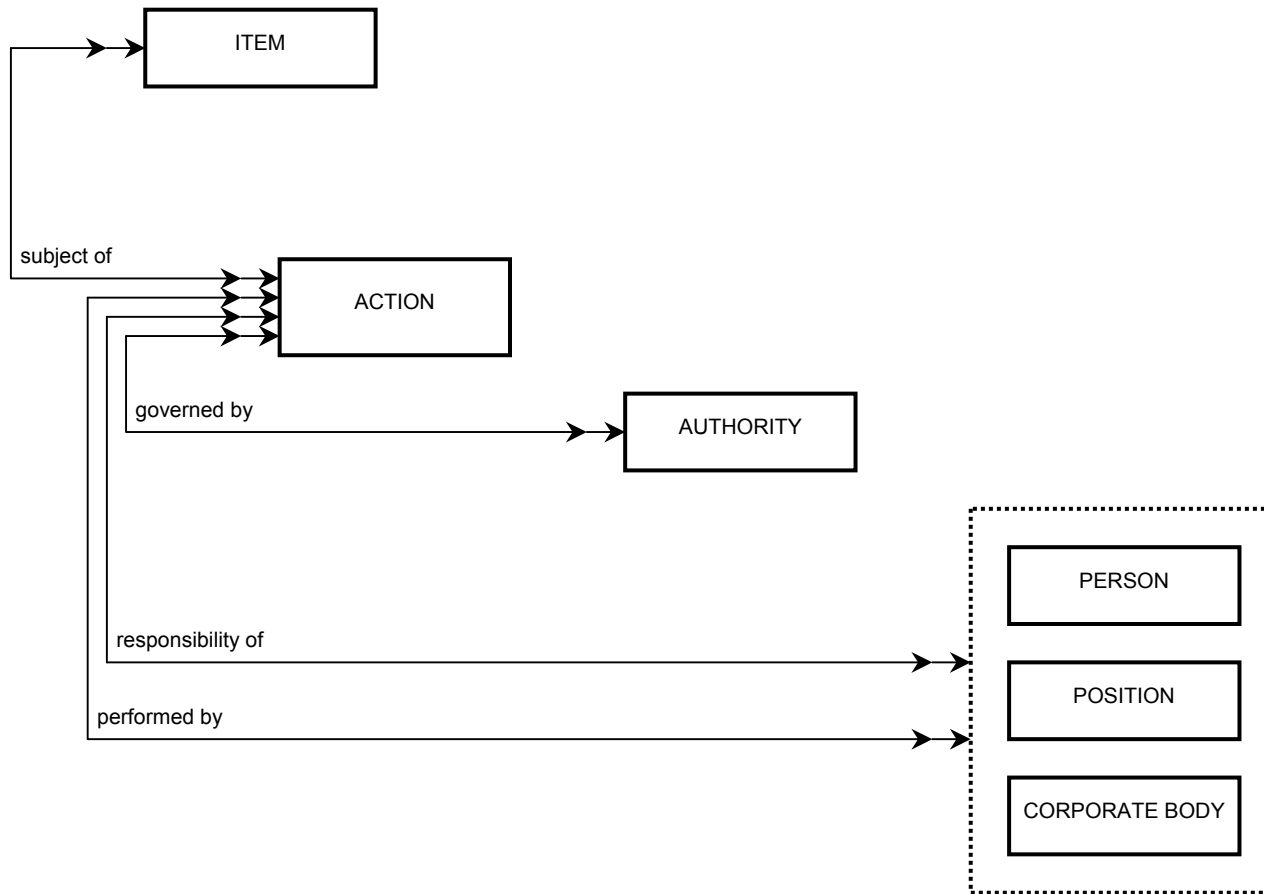 ITEM
subject of
ACTION
governed by
AUTHORITY
PERSON
responsibility of
POSITION
performed by
CORPORATE BODY